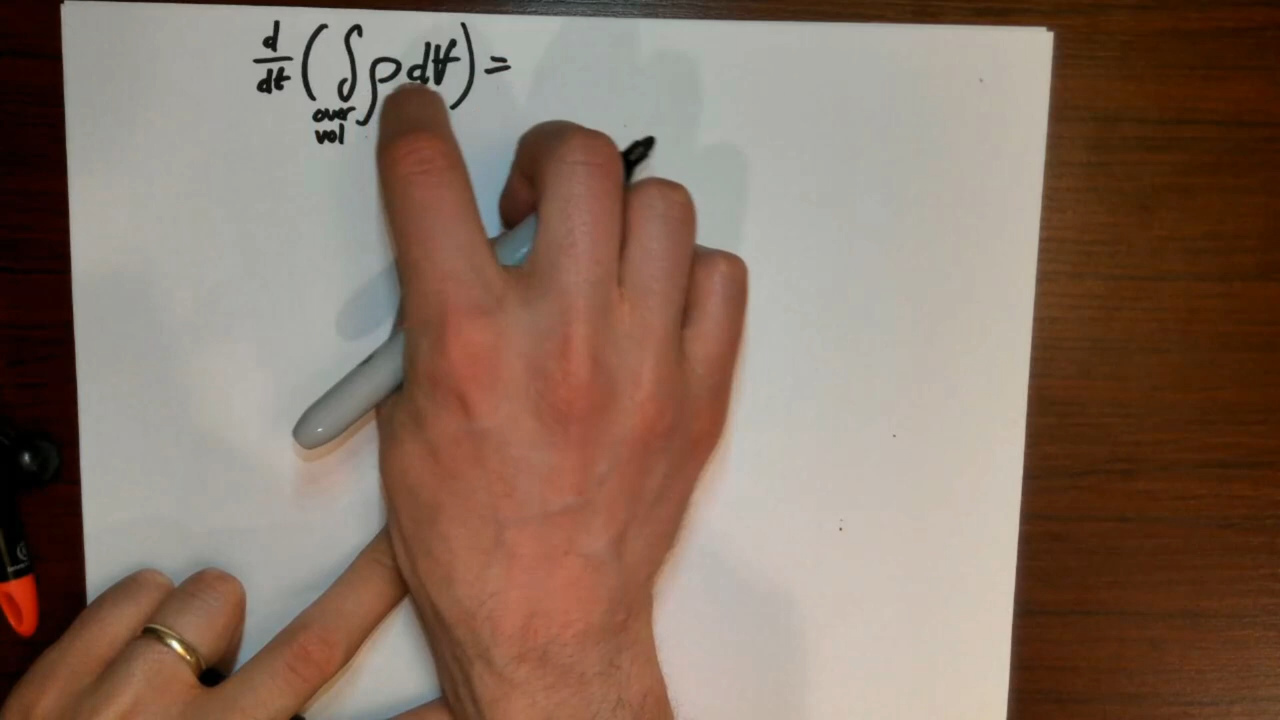 d/dt (∫ ρ dV) =
over
vol